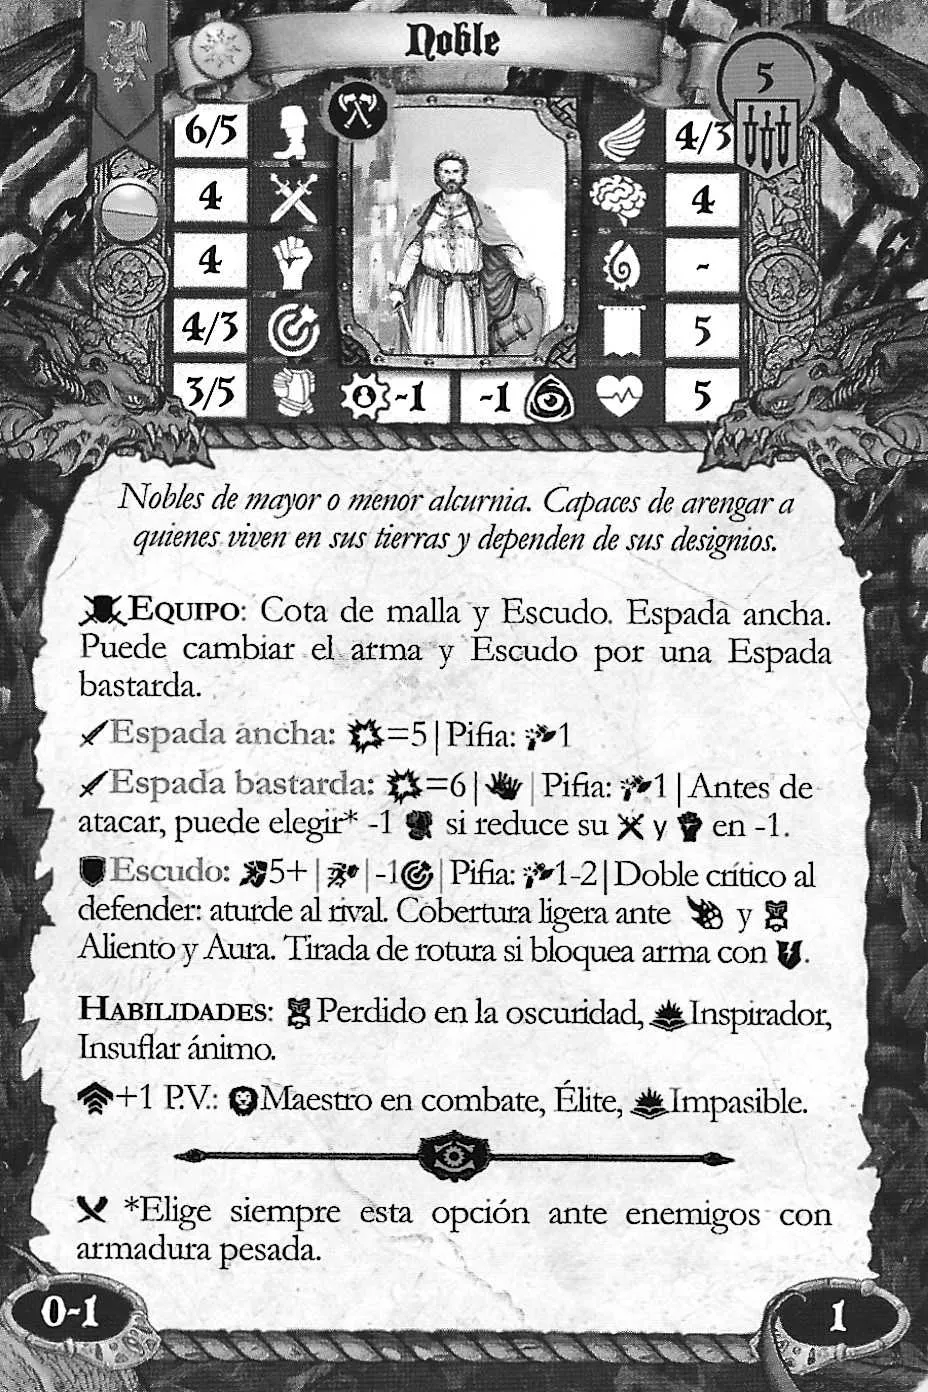 Noble
5
6/5
4/3
4
4
4
-
4/3
5
3/5
-1
-1
5
Nobles de mayor o menor alcurnia. Capaces de arengar a
quienes viven en sus tierras y dependen de sus designios.
EQUIPO: Cota de malla y Escudo. Espada ancha.
Puede cambiar el arma y Escudo por una Espada
bastarda.
Espada ancha: =5 | Pifia: 1
Espada bastarda: =6 | | Pifia: 1 | Antes de
atacar, puede elegir* -1 si reduce su y en -1.
Escudo: 5+ | | -1 | Pifia: 1-2 | Doble crítico al
defender: aturde al rival. Cobertura ligera ante y
Aliento y Aura. Tirada de rotura si bloquea arma con .
HABILIDADES: Perdido en la oscuridad, Inspirador,
Insuflar ánimo.
+1 P.V.: Maestro en combate, Élite, Impasible.
*Elige siempre esta opción ante enemigos con
armadura pesada.
0-1
1